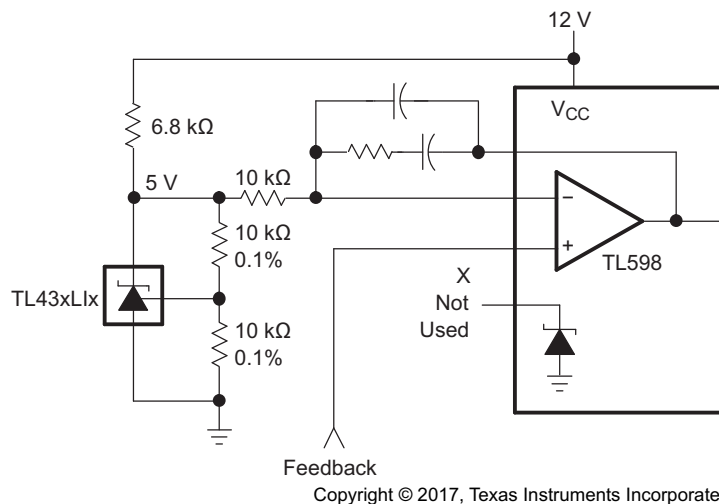 12 V
V_CC
6.8 kΩ
5 V
10 kΩ
10 kΩ
0.1%
−
+
TL598
TL43xLIx
X
Not
Used
10 kΩ
0.1%
Feedback
Copyright © 2017, Texas Instruments Incorporate